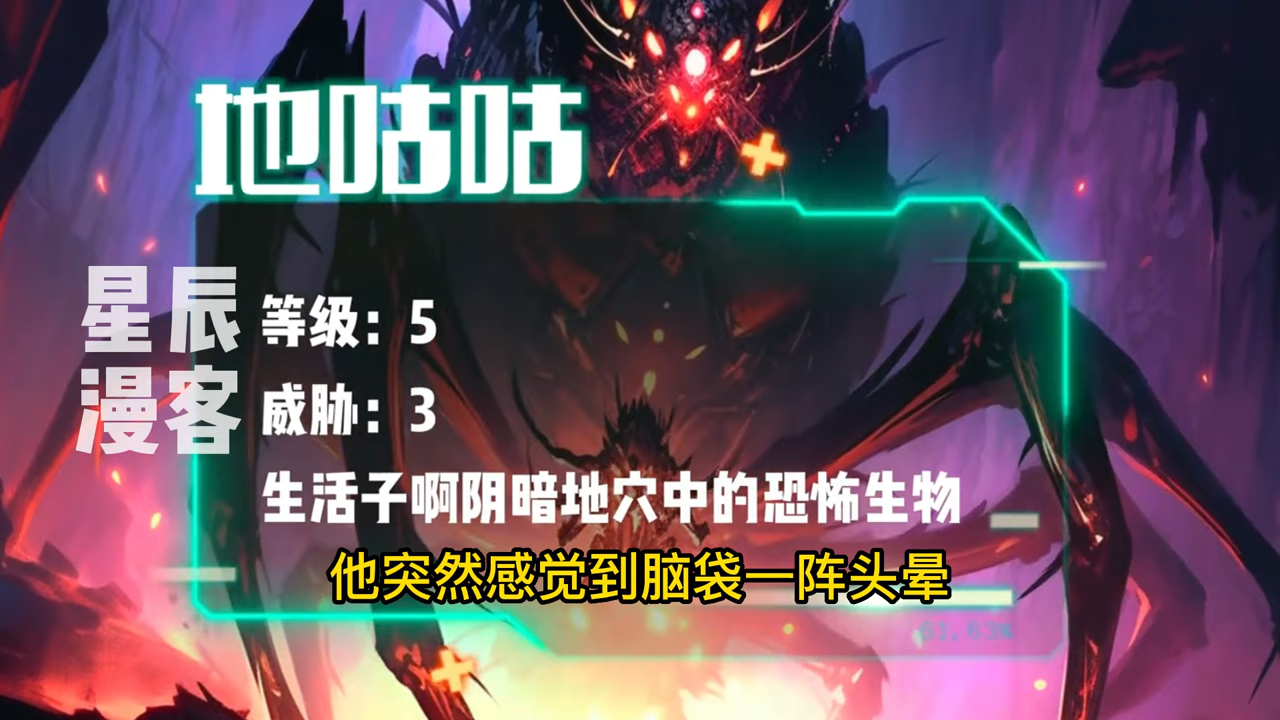 地咕咕
星辰
漫客
等级：5
威胁：3
生活子啊阴暗地穴中的恐怖生物
他突然感觉到脑袋一阵头晕